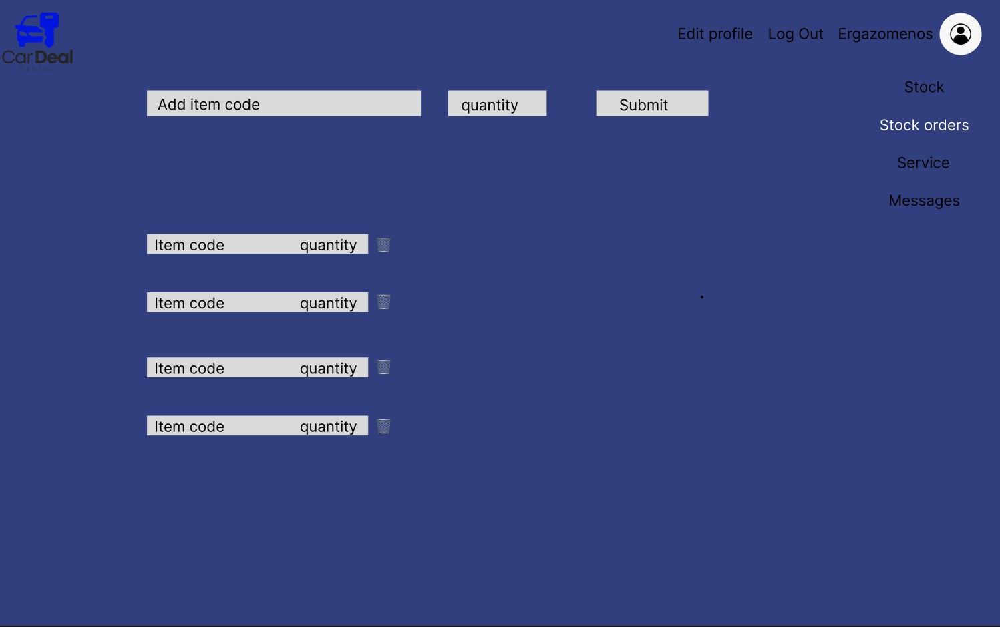 CarDeal
RENTAL
Edit profile Log Out Ergazomenos
Add item code quantity Submit
Stock
Stock orders
Service
Messages
Item code quantity
Item code quantity
Item code quantity
Item code quantity